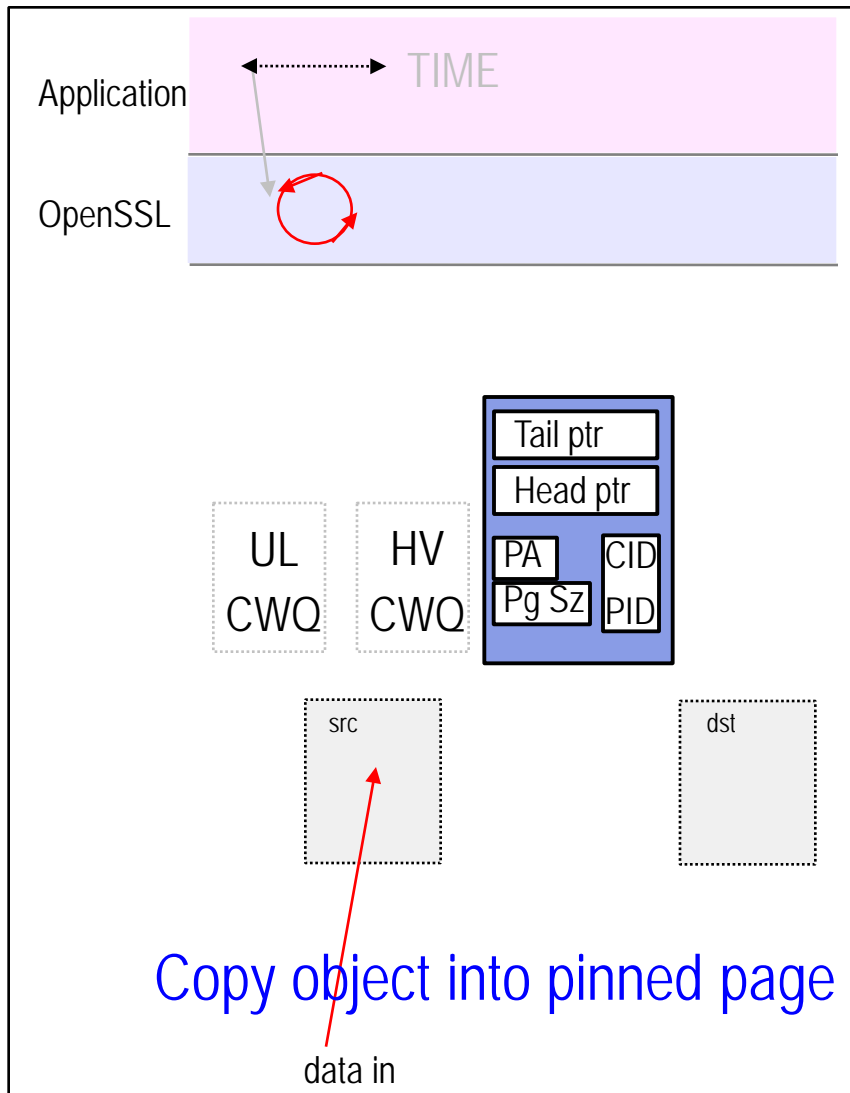 TIME
Application
OpenSSL
Tail ptr
Head ptr
UL
CWQ
HV
CWQ
PA
Pg Sz
CID
PID
src
dst
Copy object into pinned page
data in